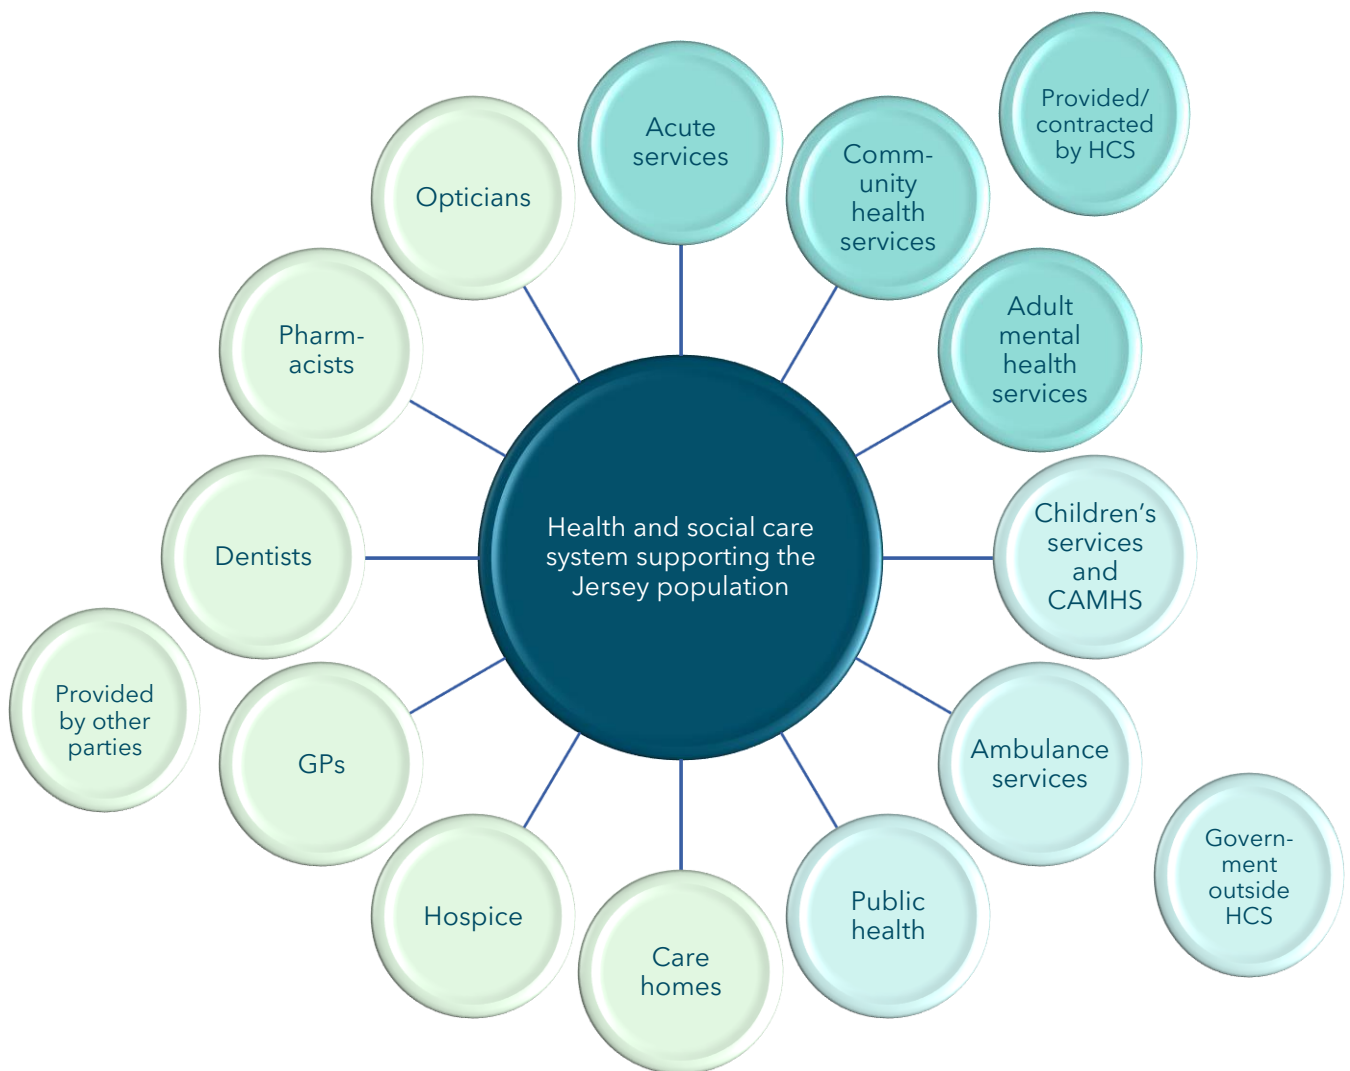 Acute
services
Comm-
unity
health
services
Provided/
contracted
by HCS
Adult
mental
health
services
Children’s
services
and
CAMHS
Ambulance
services
Govern-
ment
outside
HCS
Public
health
Care
homes
Hospice
GPs
Provided
by other
parties
Dentists
Pharm-
acists
Opticians
Health and social care
system supporting the
Jersey population